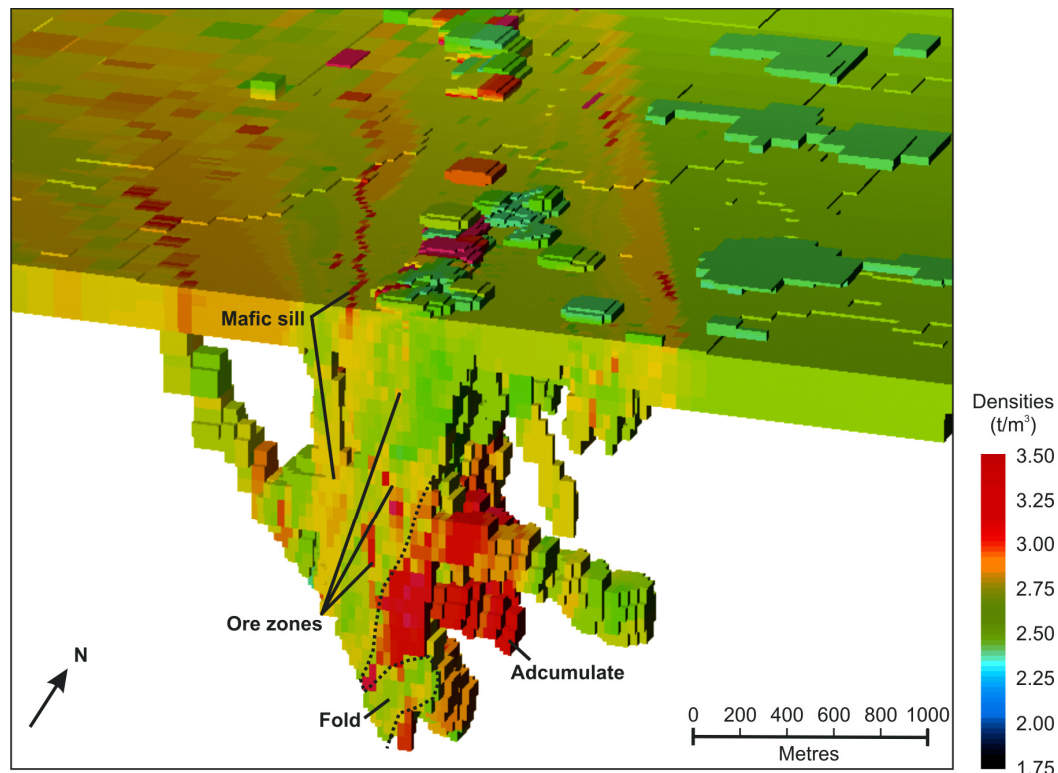 Mafic sill
Ore zones
Adcumulate
Fold
N
0 200 400 600 800 1000
Metres
Densities
(t/m³)
3.50
3.25
3.00
2.75
2.50
2.25
2.00
1.75